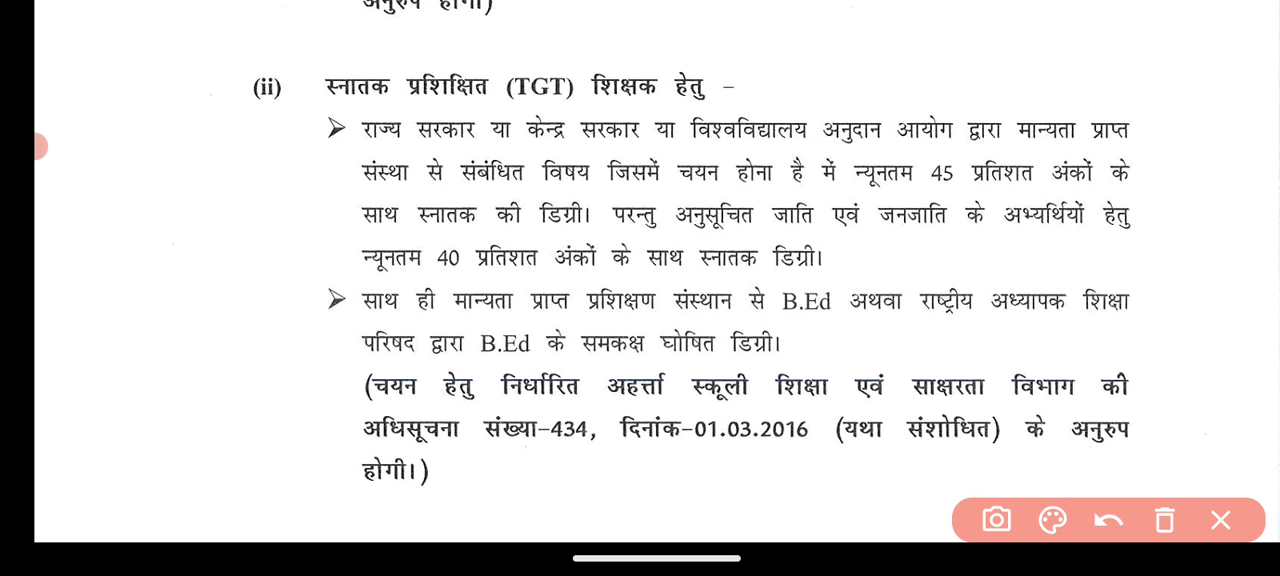 अनुरुप होगी)
(ii) स्नातक प्रशिक्षित (TGT) शिक्षक हेतु –
➢ राज्य सरकार या केन्द्र सरकार या विश्वविद्यालय अनुदान आयोग द्वारा मान्यता प्राप्त
संस्था से संबंधित विषय जिसमें चयन होना है में न्यूनतम 45 प्रतिशत अंकों के
साथ स्नातक की डिग्री। परन्तु अनुसूचित जाति एवं जनजाति के अभ्यर्थियों हेतु
न्यूनतम 40 प्रतिशत अंकों के साथ स्नातक डिग्री।
➢ साथ ही मान्यता प्राप्त प्रशिक्षण संस्थान से B.Ed अथवा राष्ट्रीय अध्यापक शिक्षा
परिषद द्वारा B.Ed के समकक्ष घोषित डिग्री।
(चयन हेतु निर्धारित अहर्त्ता स्कूली शिक्षा एवं साक्षरता विभाग की
अधिसूचना संख्या–434, दिनांक–01.03.2016 (यथा संशोधित) के अनुरुप
होगी।)